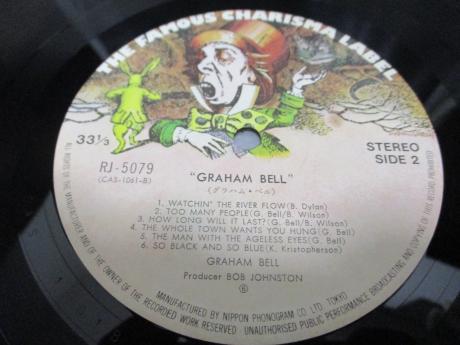 THE FAMOUS CHARISMA LABEL
33⅓
STEREO
SIDE 2
RJ-5079
(CAS-1061-B)
"GRAHAM BELL"
(グラハム・ベル)
1. WATCHIN' THE RIVER FLOW(B. Dylan)
2. TOO MANY PEOPLE(G. Bell/B. Wilson)
3. HOW LONG WILL IT LAST?(G. Bell/B. Wilson)
4. THE WHOLE TOWN WANTS YOU HUNG(G. Bell)
5. THE MAN WITH THE AGELESS EYES(G. Bell)
6. SO BLACK AND SO BLUE(K. Kristopherson)
GRAHAM BELL
Producer BOB JOHNSTON
Ⓟ
MANUFACTURED BY NIPPON PHONOGRAM CO LTD. TOKYO
ALL RIGHTS OF THE MANUFACTURER AND OF THE OWNER OF THE RECORDED WORK RESERVED UNAUTHORISED PUBLIC PERFORMANCE BROADCASTING AND COPYING OF THIS RECORD PROHIBITED